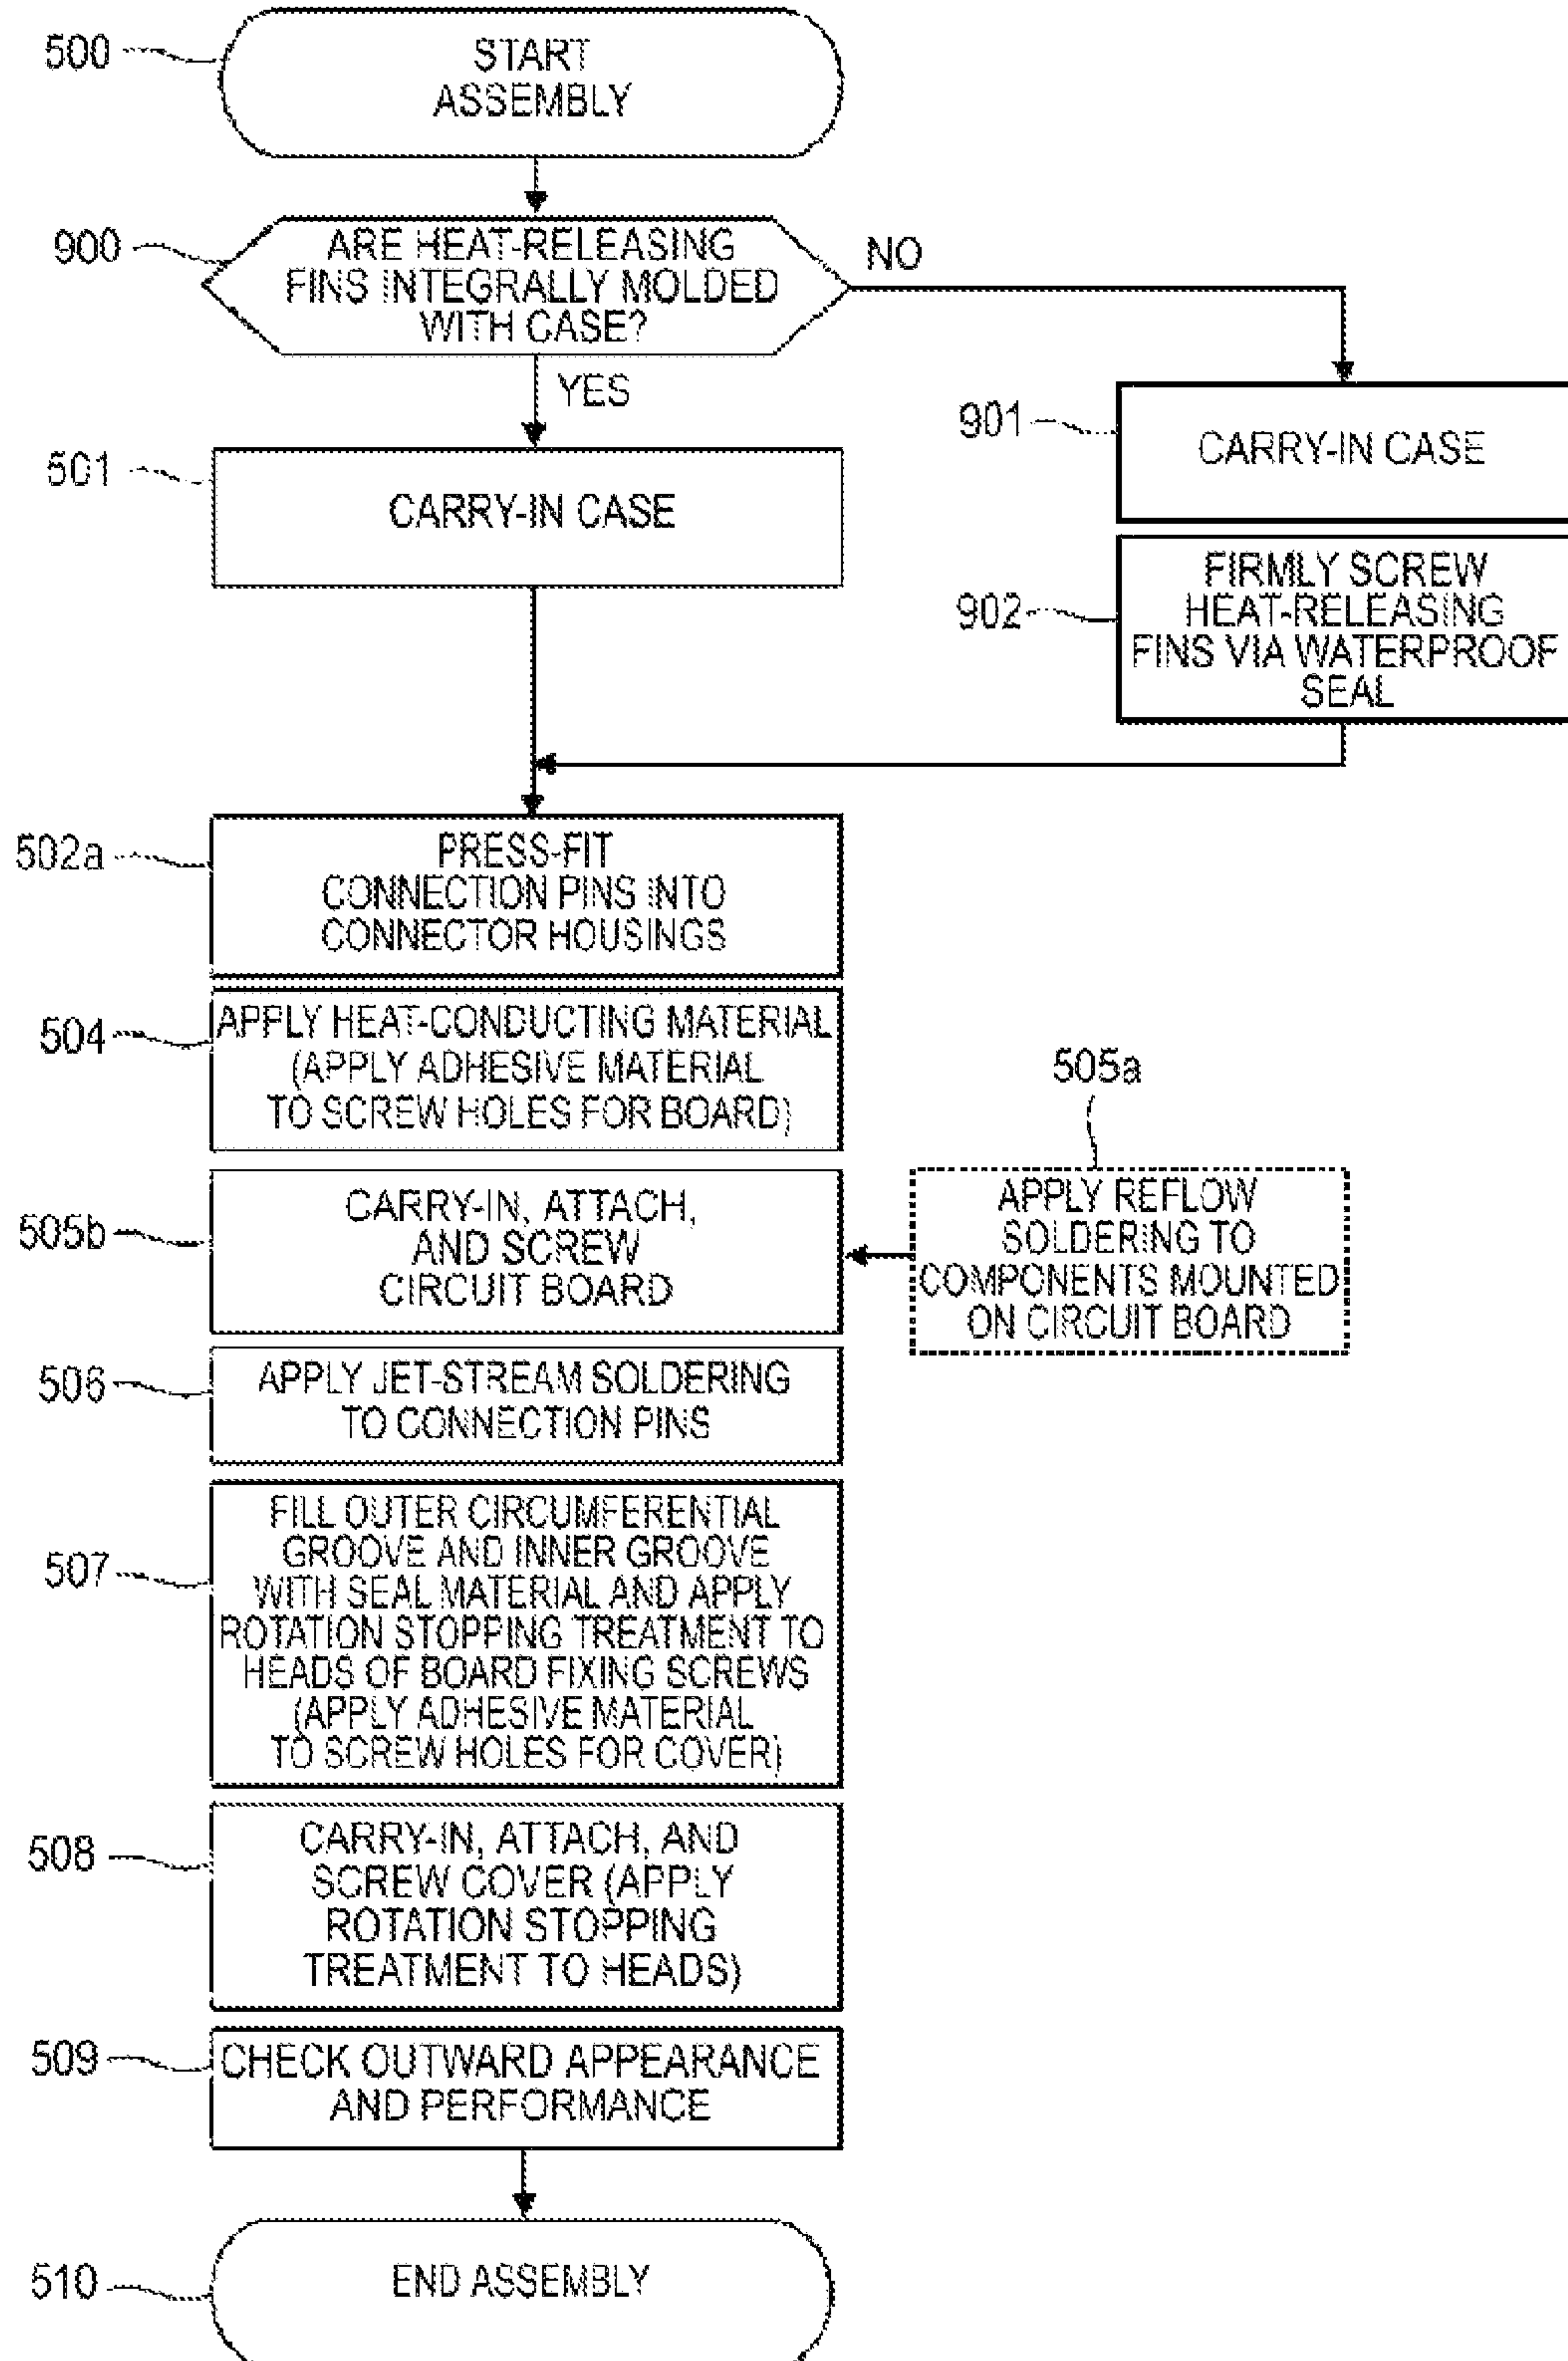 500
START
ASSEMBLY
900
ARE HEAT-RELEASING
FINS INTEGRALLY MOLDED
WITH CASE?
NO
YES
901
CARRY-IN CASE
501
CARRY-IN CASE
902
FIRMLY SCREW
HEAT-RELEASING
FINS VIA WATERPROOF
SEAL
502a
PRESS-FIT
CONNECTION PINS INTO
CONNECTOR HOUSINGS
504
APPLY HEAT-CONDUCTING MATERIAL
(APPLY ADHESIVE MATERIAL
TO SCREW HOLES FOR BOARD)
505a
APPLY REFLOW
SOLDERING TO
COMPONENTS MOUNTED
ON CIRCUIT BOARD
505b
CARRY-IN, ATTACH,
AND SCREW
CIRCUIT BOARD
506
APPLY JET-STREAM SOLDERING
TO CONNECTION PINS
507
FILL OUTER CIRCUMFERENTIAL
GROOVE AND INNER GROOVE
WITH SEAL MATERIAL AND APPLY
ROTATION STOPPING TREATMENT TO
HEADS OF BOARD FIXING SCREWS
(APPLY ADHESIVE MATERIAL
TO SCREW HOLES FOR COVER)
508
CARRY-IN, ATTACH, AND
SCREW COVER (APPLY
ROTATION STOPPING
TREATMENT TO HEADS)
509
CHECK OUTWARD APPEARANCE
AND PERFORMANCE
510
END ASSEMBLY